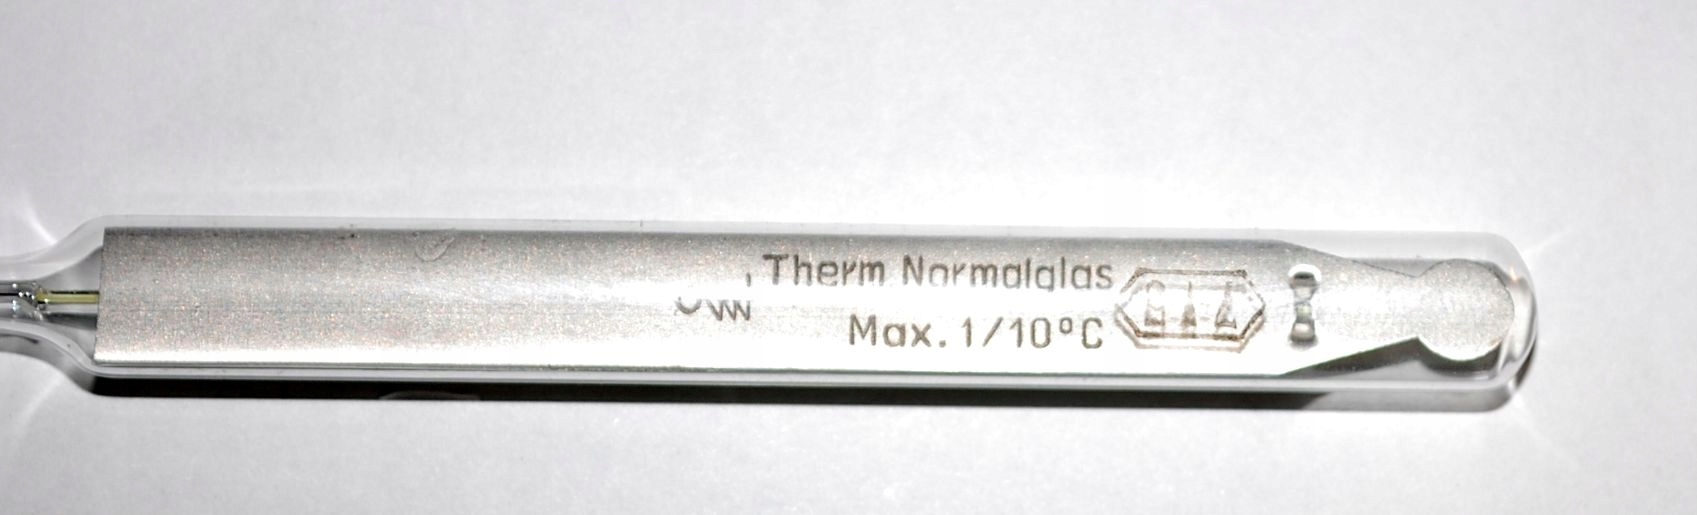 Therm Normalglas
Max. 1/10°C